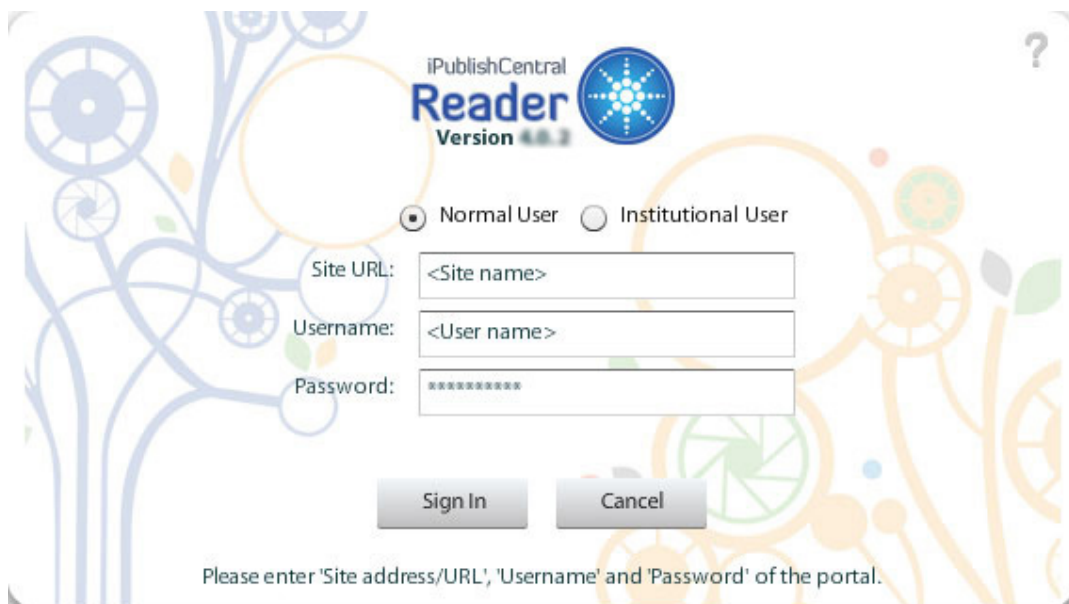 ?
iPublishCentral
Reader
Version
Normal User Institutional User
Site URL: <Site name>
Username: <User name>
Password: **********
Sign In Cancel
Please enter 'Site address/URL', 'Username' and 'Password' of the portal.